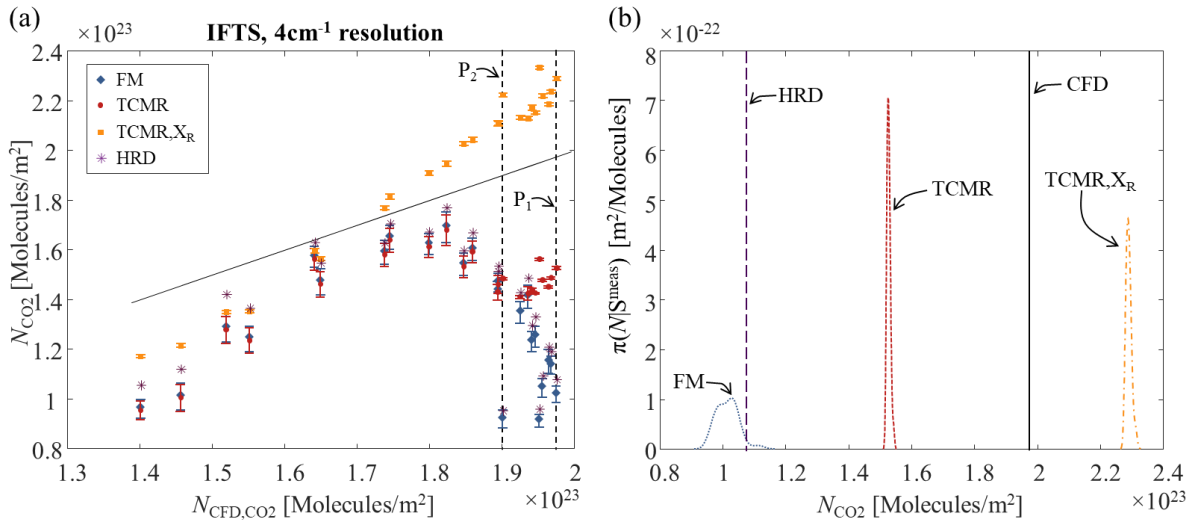 (a)
×10²³
IFTS, 4cm⁻¹ resolution
2.4
2.2
2
1.8
1.6
1.4
1.2
1
0.8
N_CO2 [Molecules/m²]
FM
TCMR
TCMR,X_R
HRD
P₂
P₁
1.3
1.4
1.5
1.6
1.7
1.8
1.9
2
×10²³
N_CFD,CO2 [Molecules/m²]
(b)
×10⁻²²
8
7
6
5
4
3
2
1
0
π(N|S^meas) [m²/Molecules]
HRD
CFD
TCMR
TCMR,X_R
FM
0.8
1
1.2
1.4
1.6
1.8
2
2.2
2.4
×10²³
N_CO2 [Molecules/m²]